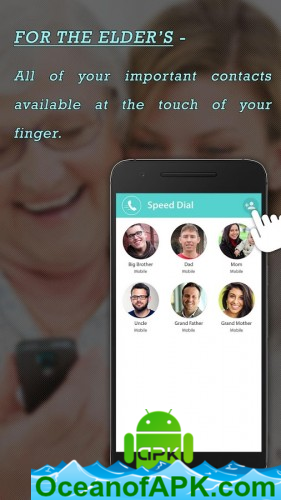 FOR THE ELDER'S -
All of your important contacts
available at the touch of your
finger.
Speed Dial
Big Brother
Mobile
Dad
Mobile
Mom
Mobile
Uncle
Mobile
Grand Father
Mobile
Grand Mother
Mobile
APK
OceanofAPK.com